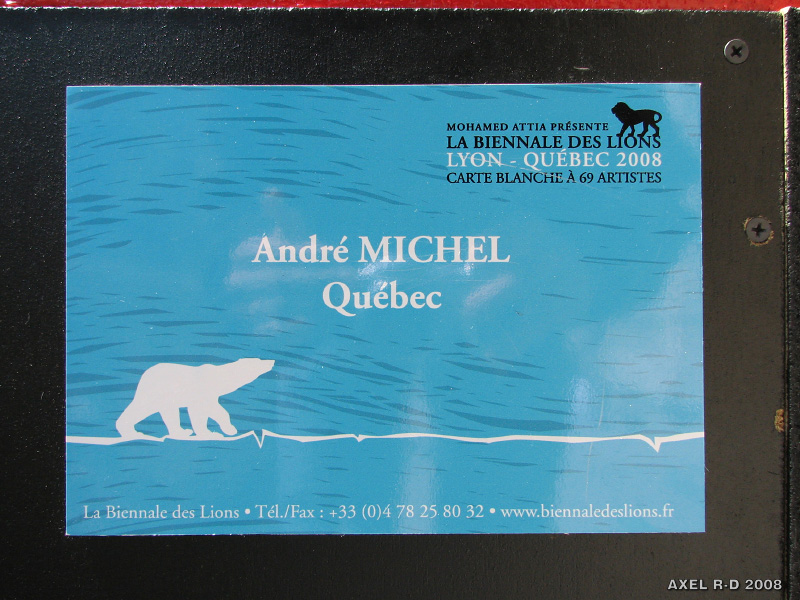 MOHAMED ATTIA PRÉSENTE
LA BIENNALE DES LIONS
LYON - QUÉBEC 2008
CARTE BLANCHE À 69 ARTISTES
André MICHEL
Québec
La Biennale des Lions • Tél./Fax : +33 (0)4 78 25 80 32 • www.biennaledeslions.fr
AXEL R-D 2008